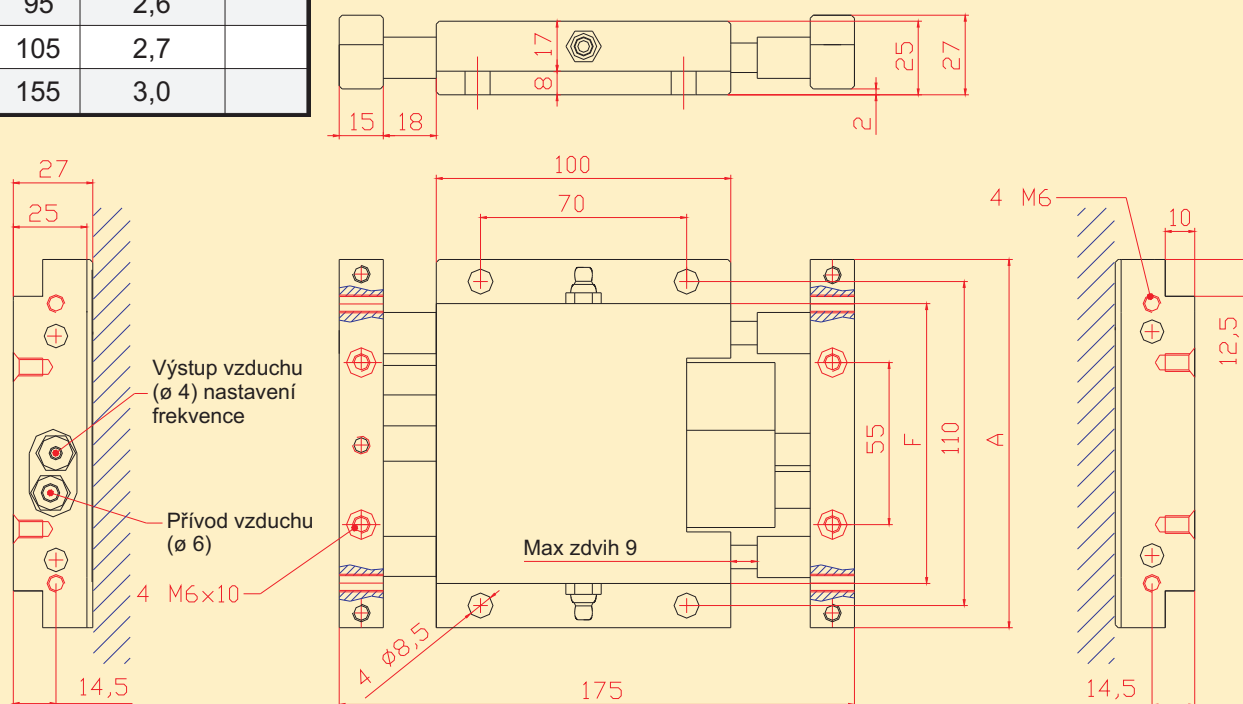 95 2,6
105 2,7
155 3,0
17
8
25
27
2
15 18
27
25
100
70
4 M6
10
12,5
Výstup vzduchu
(ø 4) nastavení
frekvence
Přívod vzduchu
(ø 6)
4 M6×10
Max zdvih 9
55
F
110
A
4 ø8,5
14,5
175
14,5